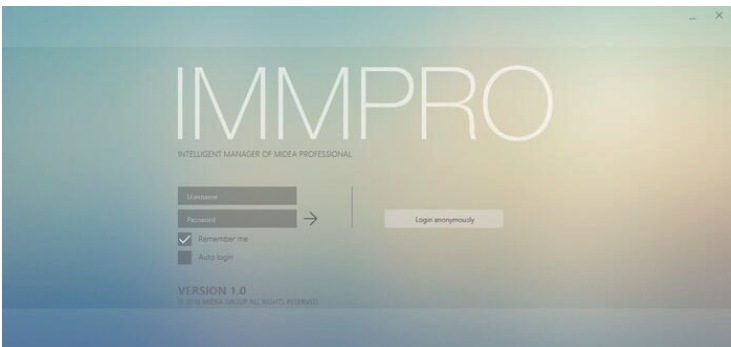 IMMPRO
INTELLIGENT MANAGER OF MIDEA PROFESSIONAL
Username
Password
Login anonymously
Remember me
Auto login
VERSION 1.0
© 2016 MIDEA GROUP ALL RIGHTS RESERVED.